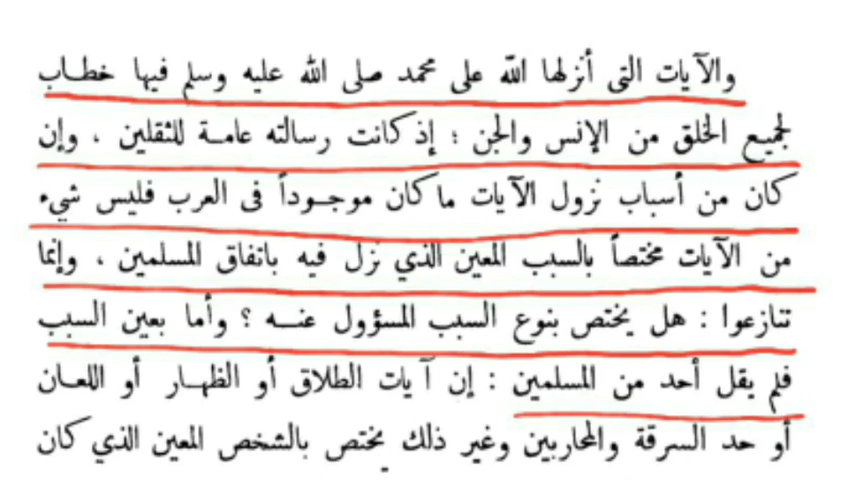 والآيات التى أنزلها الله على محمد صلى الله عليه وسلم فيها خطاب
لجميع الخلق من الإنس والجن ؛ إذ كانت رسالته عامة للثقلين ، وإن
كان من أسباب نزول الآيات ما كان موجوداً فى العرب فليس شيء
من الآيات مختصاً بالسبب المعين الذي نزل فيه باتفاق المسلمين ، وإنما
تنازعوا : هل يختص بنوع السبب المسؤول عنه ؟ وأما بعين السبب
فلم يقل أحد من المسلمين : إن آيات الطلاق أو الظهار أو اللعان
أو حد السرقة والمحاربين وغير ذلك يختص بالشخص المعين الذي كان